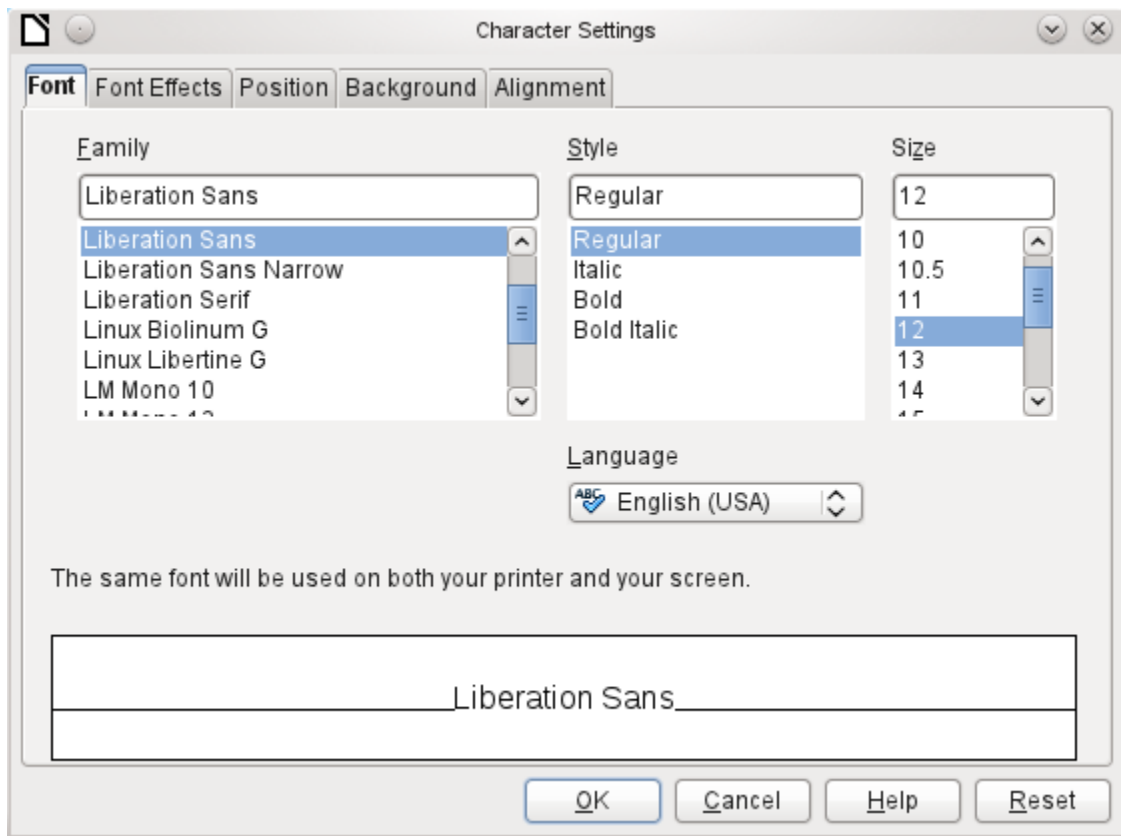 Character Settings
Font Font Effects Position Background Alignment
Family Style Size
Liberation Sans Regular 12
Liberation Sans Regular 10
Liberation Sans Narrow Italic 10.5
Liberation Serif Bold 11
Linux Biolinum G Bold Italic 12
Linux Libertine G 13
LM Mono 10 14
Language
ABC English (USA)
The same font will be used on both your printer and your screen.
Liberation Sans
OK Cancel Help Reset